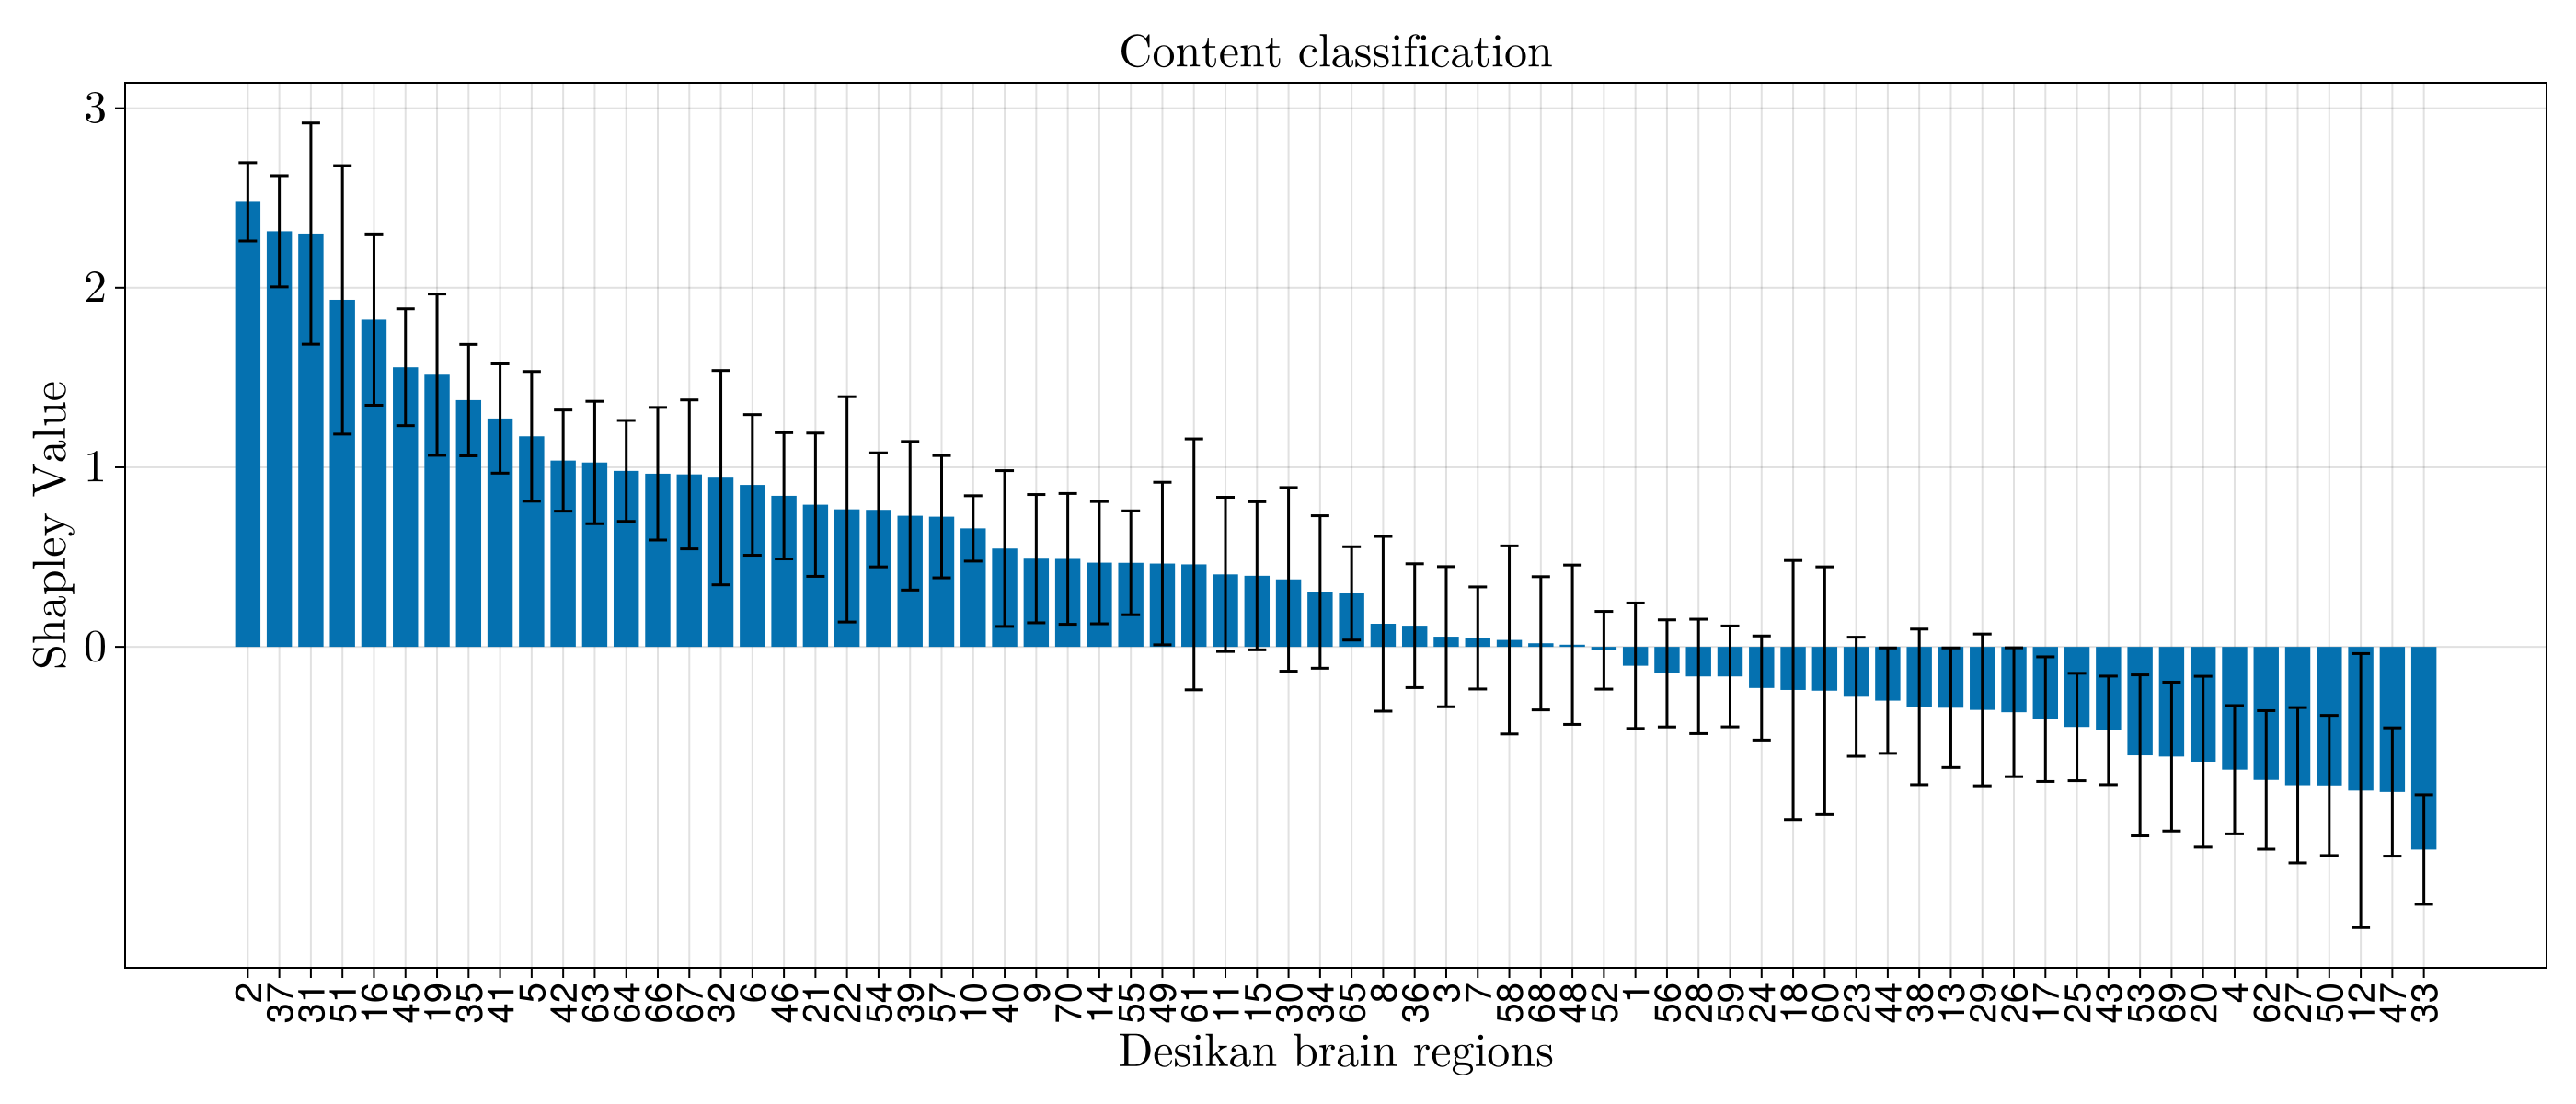 Content classification
3
2
1
0
Shapley Value
2 37 31 51 16 45 19 35 41 5 42 63 64 66 67 32 6 46 21 22 54 39 57 10 40 9 70 14 55 49 61 11 15 30 34 65 8 36 3 7 58 68 48 52 1 56 28 59 24 18 60 23 44 38 13 29 26 17 25 43 53 69 20 4 62 27 50 12 47 33
Desikan brain regions